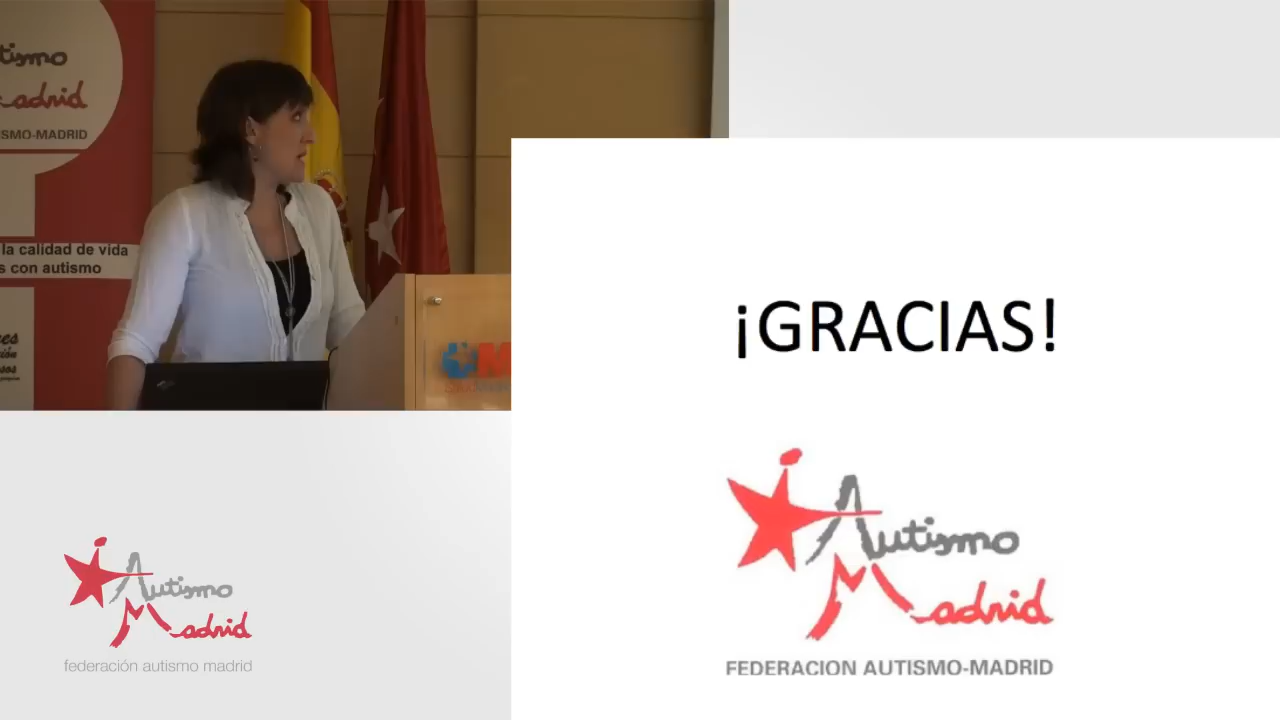 Autismo
Madrid
SMO-MADRID
la calidad de vida
s con autismo
¡GRACIAS!
Autismo
Madrid
FEDERACION AUTISMO-MADRID
Autismo
Madrid
federación autismo madrid